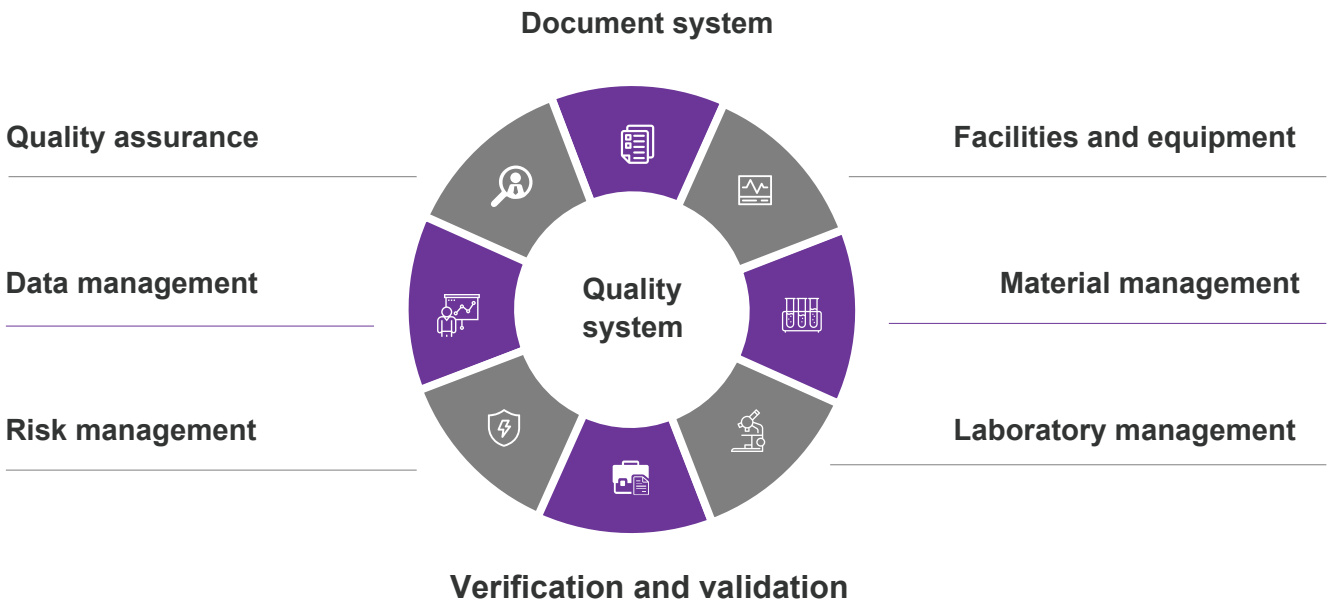 Document system
Quality assurance
Facilities and equipment
Data management
Quality
system
Material management
Risk management
Laboratory management
Verification and validation